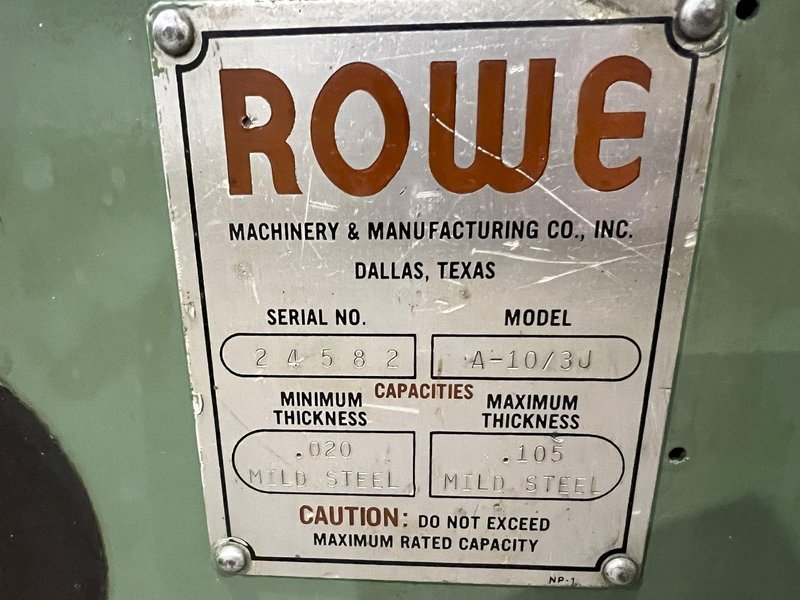 ROWE
MACHINERY & MANUFACTURING CO., INC.
DALLAS, TEXAS
SERIAL NO. MODEL
24582 A-10/3J
CAPACITIES
MINIMUM THICKNESS MAXIMUM THICKNESS
.020 MILD STEEL .105 MILD STEEL
CAUTION: DO NOT EXCEED
MAXIMUM RATED CAPACITY
NP-1